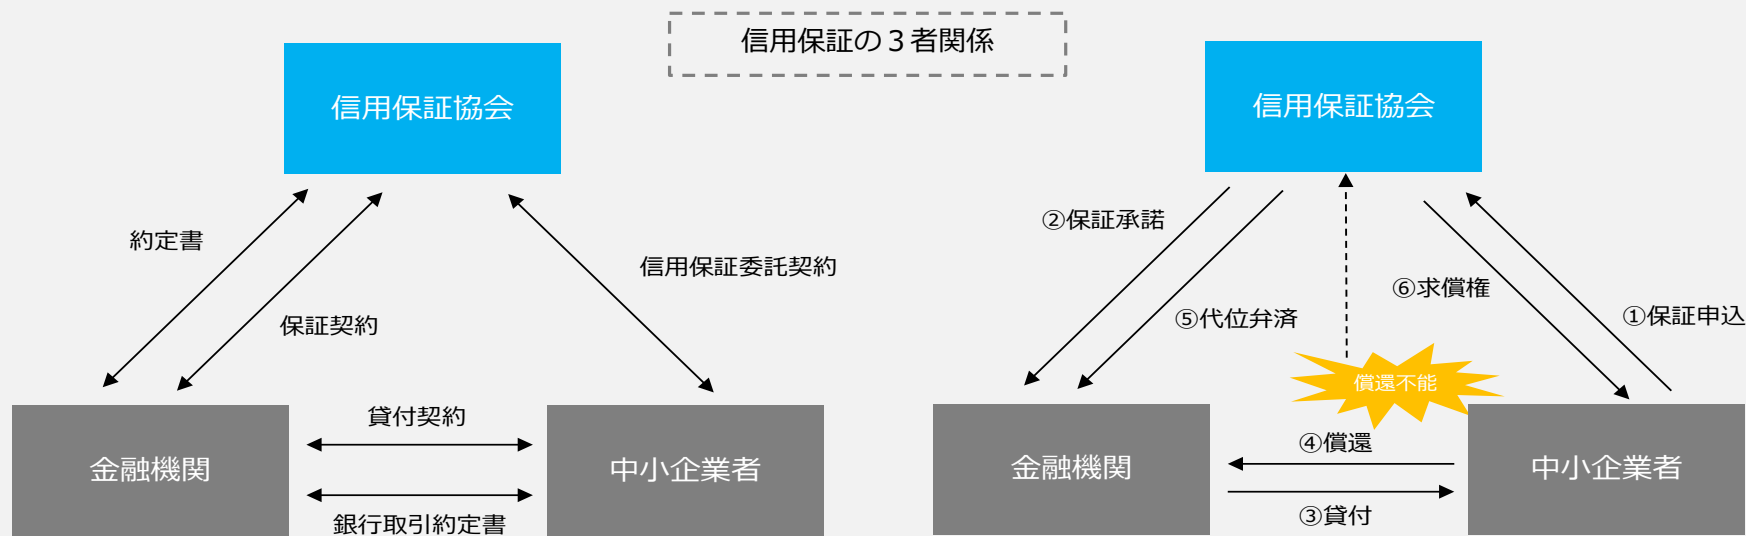 信用保証の３者関係
信用保証協会
約定書
保証契約
信用保証委託契約
金融機関
貸付契約
銀行取引約定書
中小企業者
信用保証協会
②保証承諾
⑤代位弁済
⑥求償権
①保証申込
償還不能
金融機関
④償還
③貸付
中小企業者